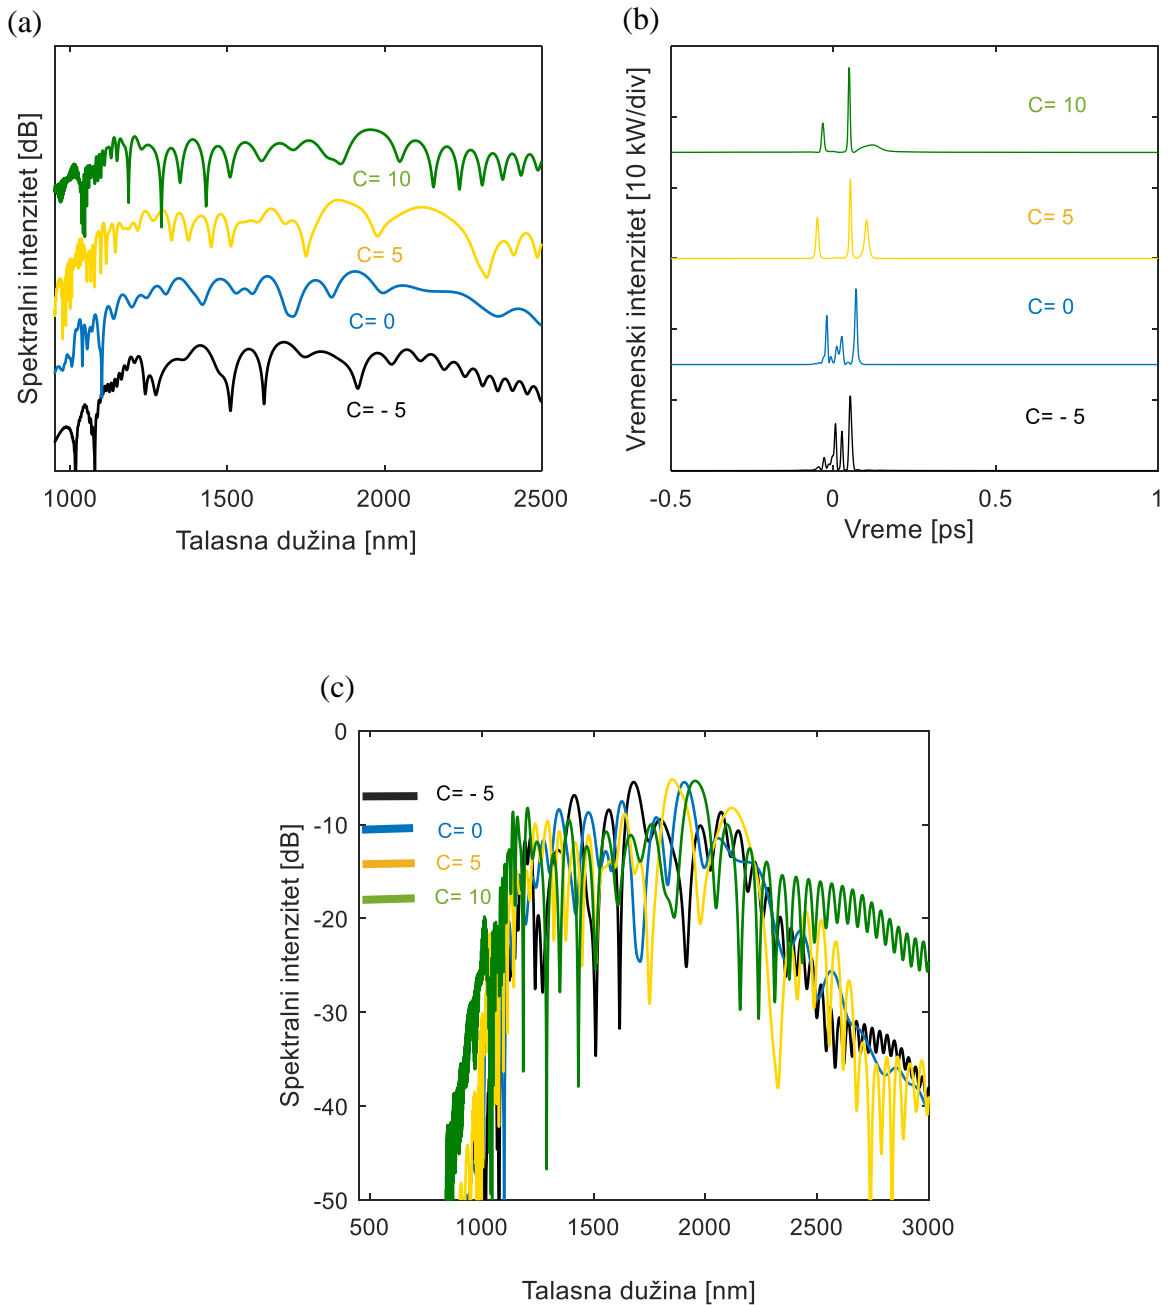 (a)
Spektralni intenzitet [dB]
C= 10
C= 5
C= 0
C= - 5
1000 1500 2000 2500
Talasna dužina [nm]
(b)
Vremenski intenzitet [10 kW/div]
C= 10
C= 5
C= 0
C= - 5
-0.5 0 0.5 1
Vreme [ps]
(c)
Spektralni intenzitet [dB]
0
-10
-20
-30
-40
-50
C= - 5
C= 0
C= 5
C= 10
500 1000 1500 2000 2500 3000
Talasna dužina [nm]